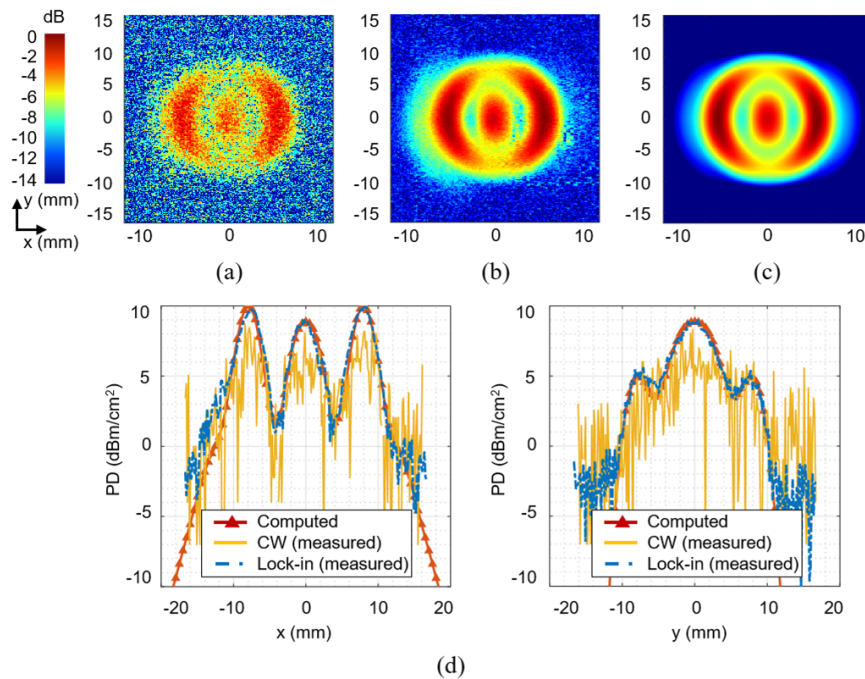 dB
0
-2
-4
-6
-8
-10
-12
-14
y (mm)
x (mm)
15
10
5
0
-5
-10
-15
-10 0 10
(a)
15
10
5
0
-5
-10
-15
-10 0 10
(b)
15
10
5
0
-5
-10
-15
-10 0 10
(c)
PD (dBm/cm²)
10
5
0
-5
-10
Computed
CW (measured)
Lock-in (measured)
-20 -10 0 10 20
x (mm)
PD (dBm/cm²)
10
5
0
-5
-10
Computed
CW (measured)
Lock-in (measured)
-20 -10 0 10 20
y (mm)
(d)